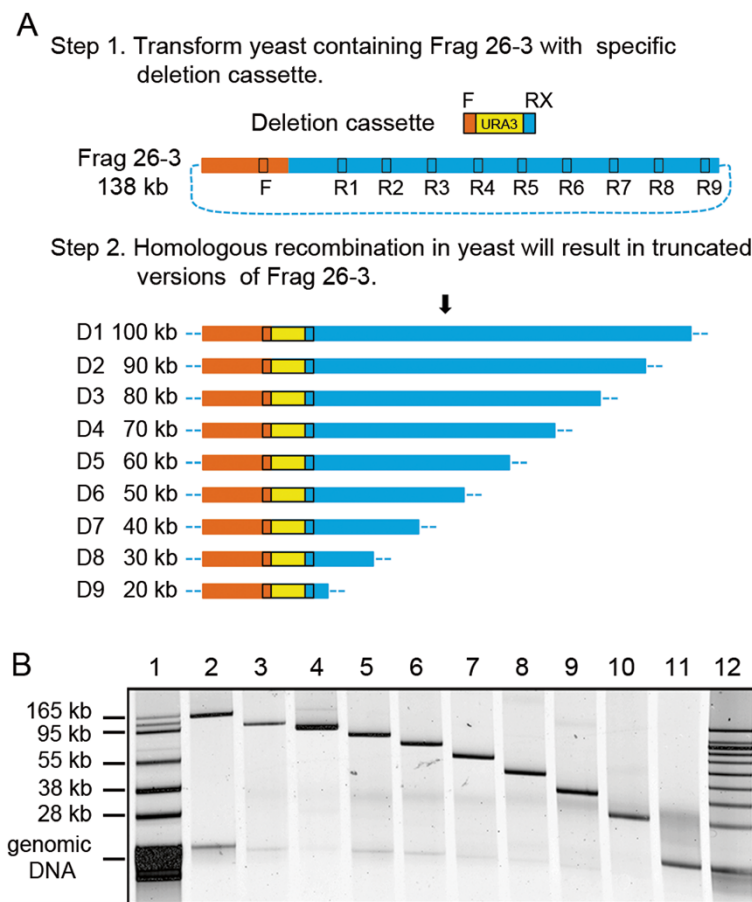 A
Step 1. Transform yeast containing Frag 26-3 with specific
deletion cassette.
F RX
Deletion cassette URA3
Frag 26-3
138 kb
F R1 R2 R3 R4 R5 R6 R7 R8 R9
Step 2. Homologous recombination in yeast will result in truncated
versions of Frag 26-3.
D1 100 kb
D2 90 kb
D3 80 kb
D4 70 kb
D5 60 kb
D6 50 kb
D7 40 kb
D8 30 kb
D9 20 kb
B
1 2 3 4 5 6 7 8 9 10 11 12
165 kb
95 kb
55 kb
38 kb
28 kb
genomic
DNA